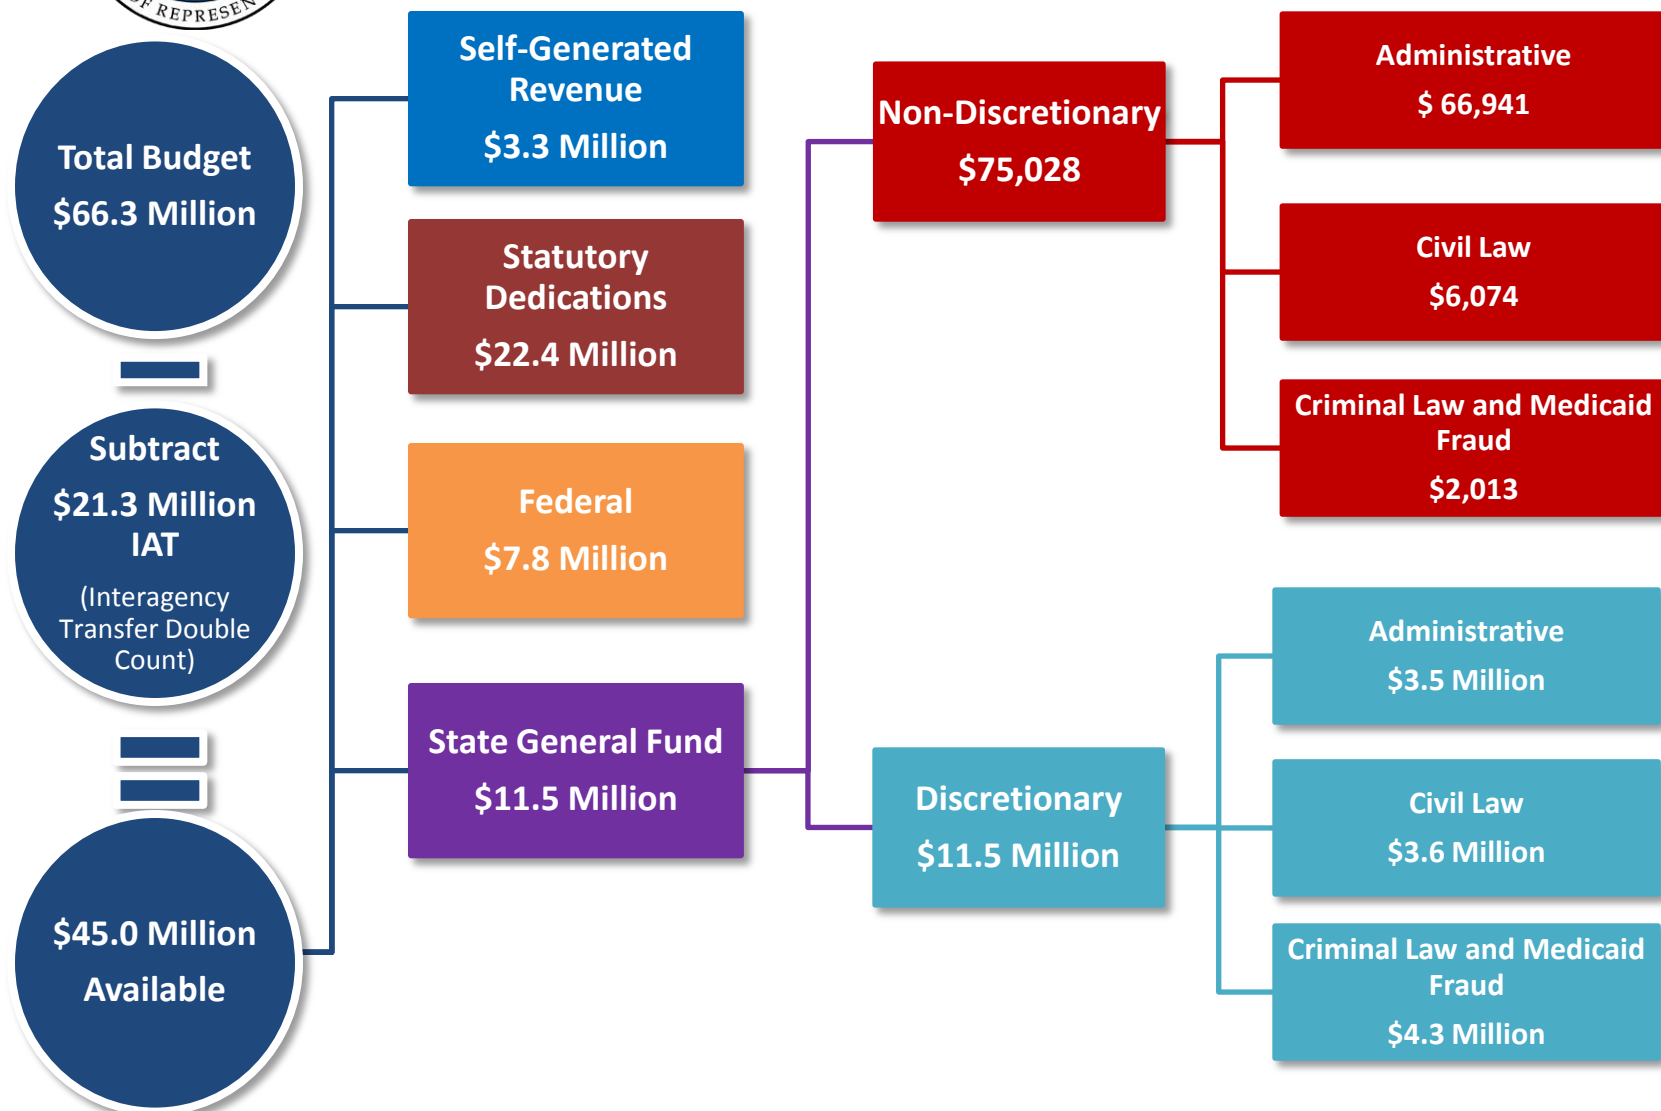 OF REPRESEN
Total Budget
$66.3 Million
Subtract
$21.3 Million
IAT
(Interagency
Transfer Double
Count)
$45.0 Million
Available
Self-Generated
Revenue
$3.3 Million
Statutory
Dedications
$22.4 Million
Federal
$7.8 Million
State General Fund
$11.5 Million
Non-Discretionary
$75,028
Discretionary
$11.5 Million
Administrative
$ 66,941
Civil Law
$6,074
Criminal Law and Medicaid
Fraud
$2,013
Administrative
$3.5 Million
Civil Law
$3.6 Million
Criminal Law and Medicaid
Fraud
$4.3 Million